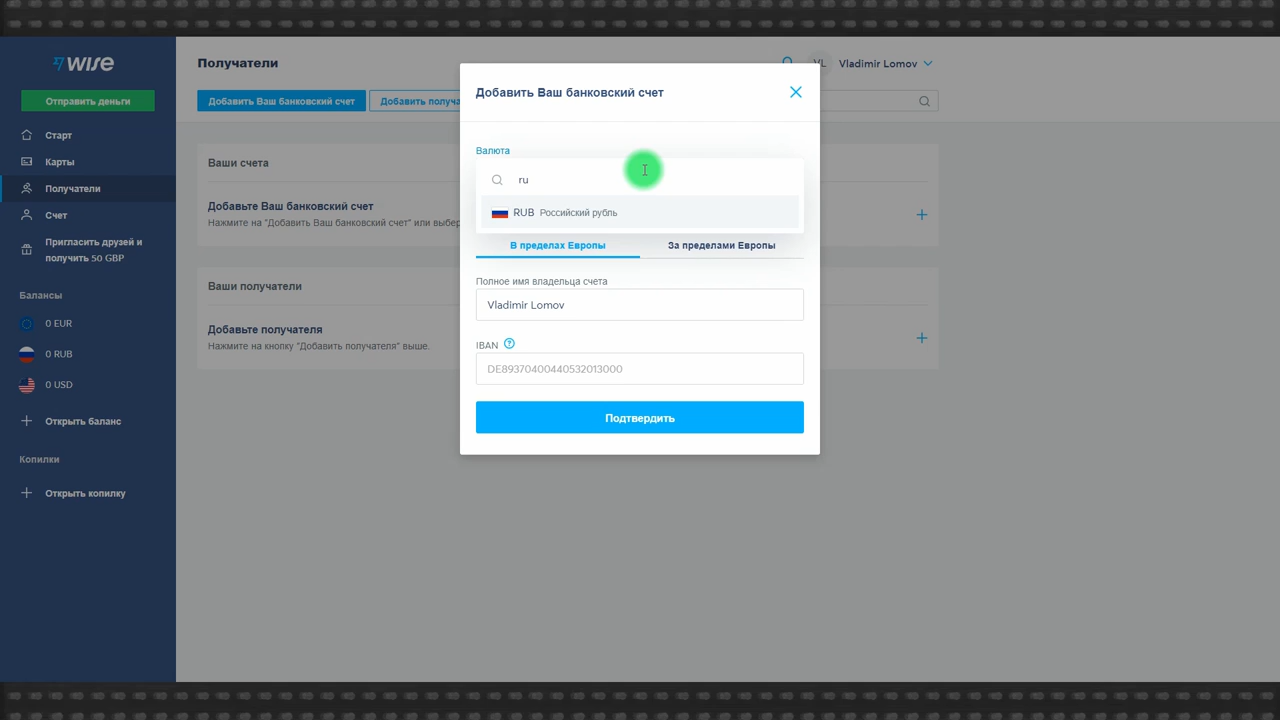 wise
Отправить деньги
Старт
Карты
Получатели
Счет
Пригласить друзей и
получить 50 GBP
Балансы
0 EUR
0 RUB
0 USD
Открыть баланс
Копилки
Открыть копилку
Получатели
VL Vladimir Lomov
Добавить Ваш банковский счет
Добавить получа
Ваши счета
Добавьте Ваш банковский счет
Нажмите на "Добавить Ваш банковский счет" или выбер
Ваши получатели
Добавьте получателя
Нажмите на кнопку "Добавить получателя" выше.
Добавить Ваш банковский счет
Валюта
ru
RUB Российский рубль
В пределах Европы За пределами Европы
Полное имя владельца счета
Vladimir Lomov
IBAN
DE89370400440532013000
Подтвердить